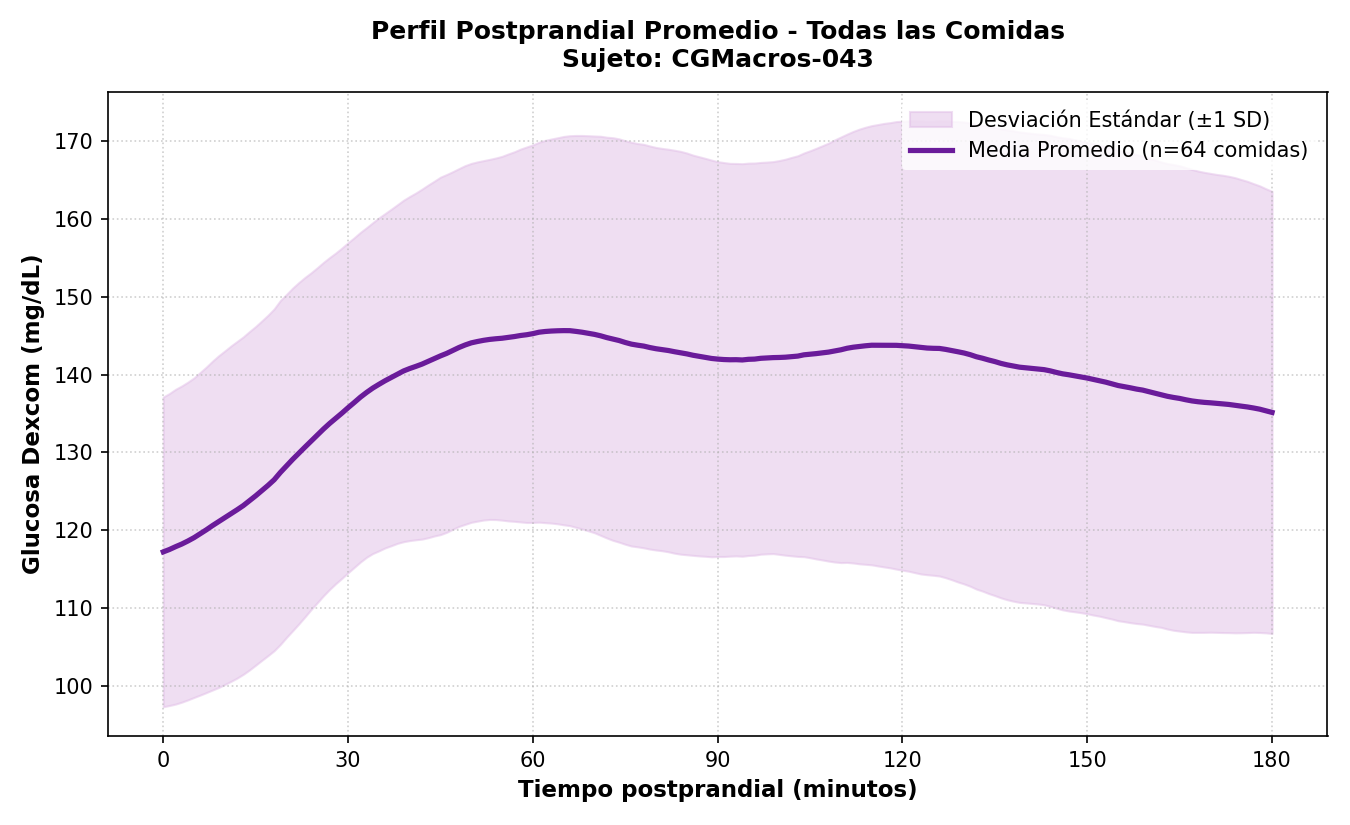 Perfil Postprandial Promedio - Todas las Comidas
Sujeto: CGMacros-043
Desviación Estándar (±1 SD)
Media Promedio (n=64 comidas)
Glucosa Dexcom (mg/dL)
170
160
150
140
130
120
110
100
0 30 60 90 120 150 180
Tiempo postprandial (minutos)